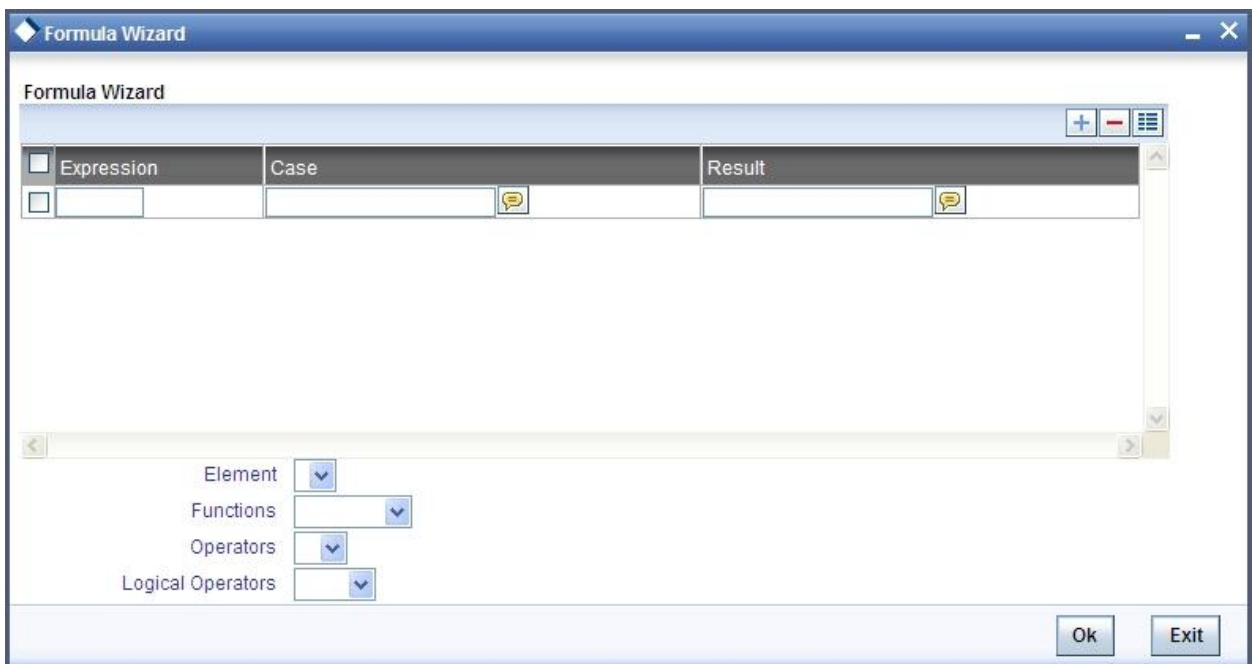 Formula Wizard
Formula Wizard
Expression Case Result
Element
Functions
Operators
Logical Operators
Ok Exit